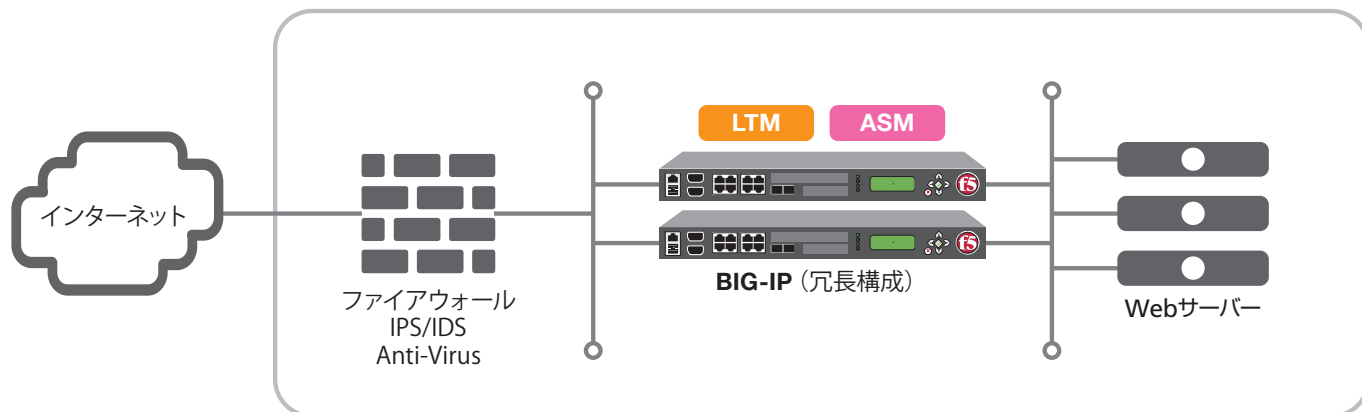 インターネット
ファイアウォール
IPS/IDS
Anti-Virus
LTM
ASM
f5
f5
BIG-IP（冗長構成）
Webサーバー